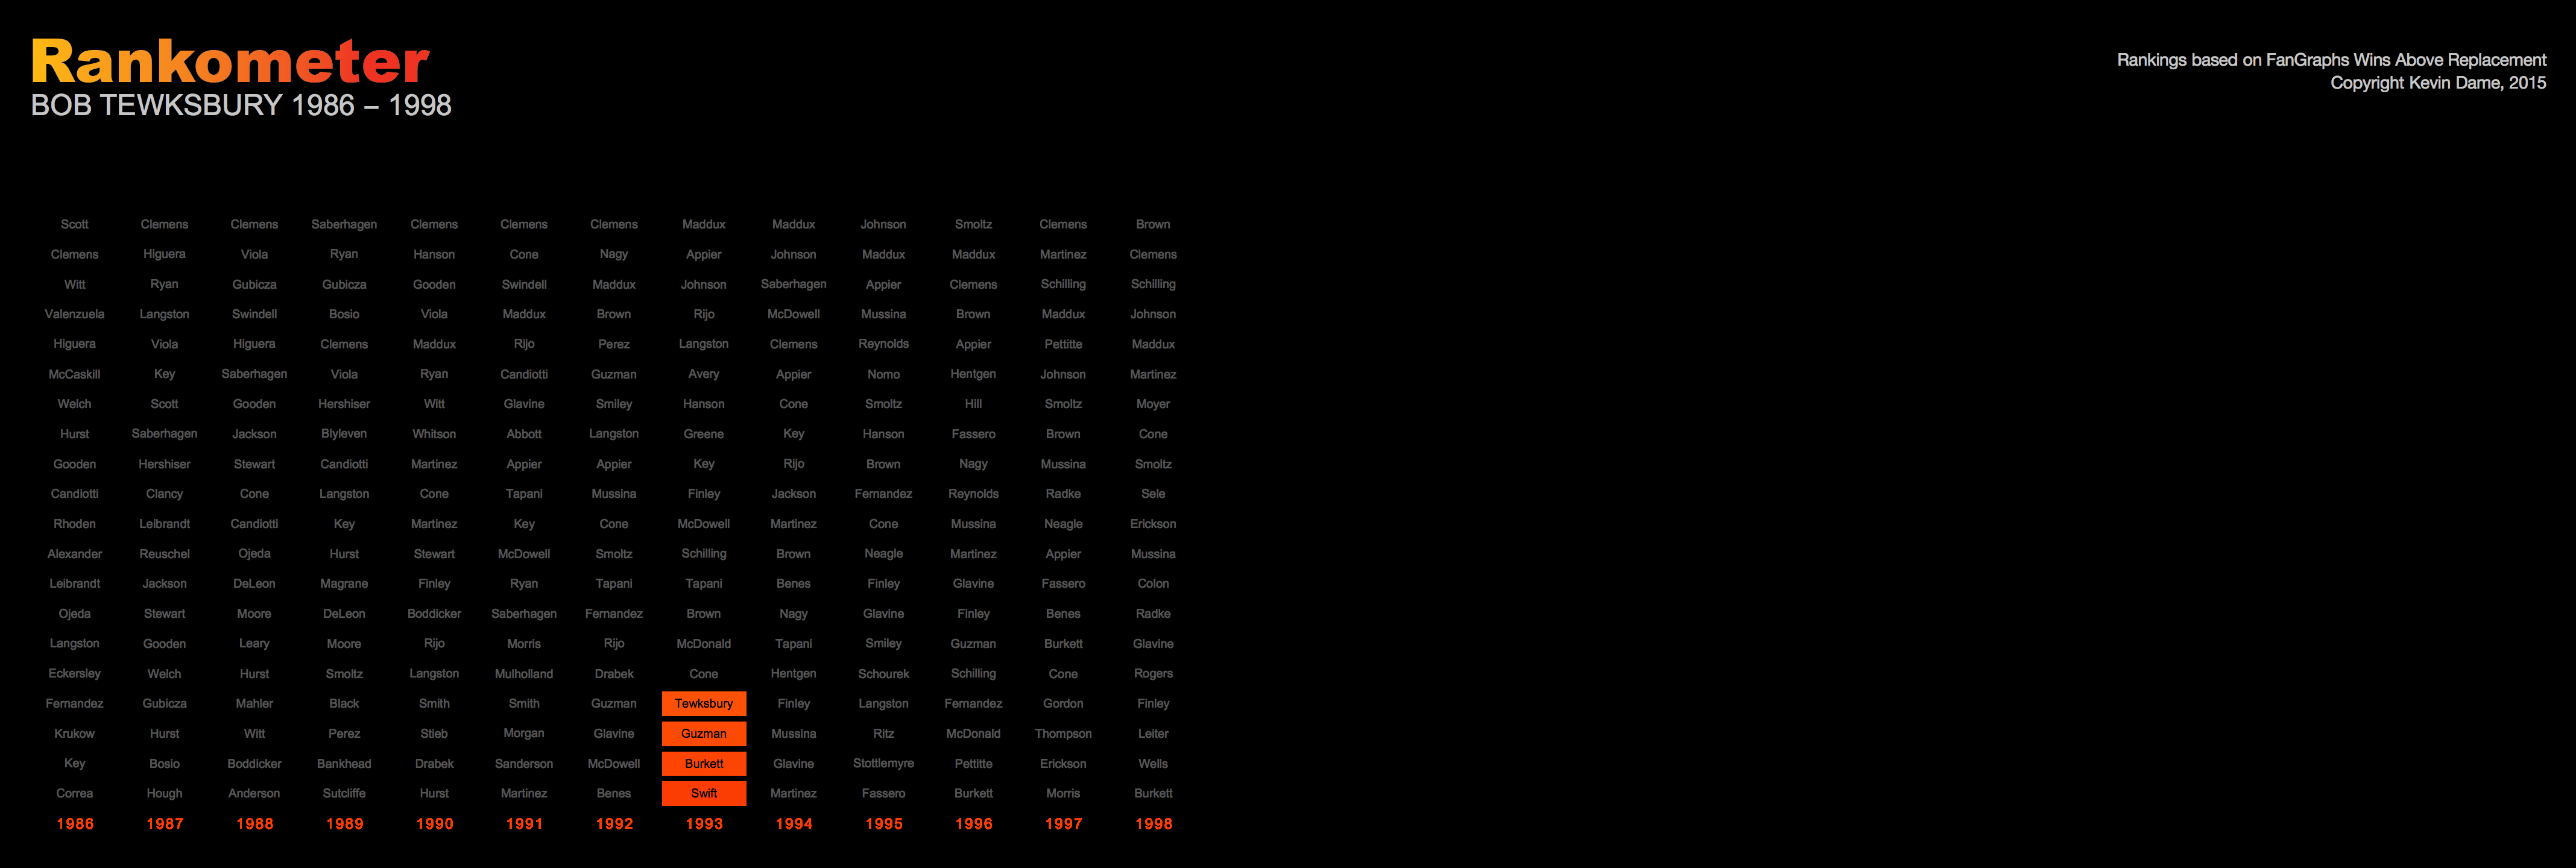 Rankometer
BOB TEWKSBURY 1986 – 1998
Rankings based on FanGraphs Wins Above Replacement
Copyright Kevin Dame, 2015
Scott Clemens Clemens Saberhagen Clemens Clemens Clemens Maddux Maddux Johnson Smoltz Clemens Brown
Clemens Higuera Viola Ryan Hanson Cone Nagy Appier Johnson Maddux Maddux Martinez Clemens
Witt Ryan Gubicza Gubicza Gooden Swindell Maddux Johnson Saberhagen Appier Clemens Schilling Schilling
Valenzuela Langston Swindell Bosio Viola Maddux Brown Rijo McDowell Mussina Brown Maddux Johnson
Higuera Viola Higuera Clemens Maddux Rijo Perez Langston Clemens Reynolds Appier Pettitte Maddux
McCaskill Key Saberhagen Viola Ryan Candiotti Guzman Avery Appier Nomo Hentgen Johnson Martinez
Welch Scott Gooden Hershiser Witt Glavine Smiley Hanson Cone Smoltz Hill Smoltz Moyer
Hurst Saberhagen Jackson Blyleven Whitson Abbott Langston Greene Key Hanson Fassero Brown Cone
Gooden Hershiser Stewart Candiotti Martinez Appier Appier Key Rijo Brown Nagy Mussina Smoltz
Candiotti Clancy Cone Langston Cone Tapani Mussina Finley Jackson Fernandez Reynolds Radke Sele
Rhoden Leibrandt Candiotti Key Martinez Key Cone McDowell Martinez Cone Mussina Neagle Erickson
Alexander Reuschel Ojeda Hurst Stewart McDowell Smoltz Schilling Brown Neagle Martinez Appier Mussina
Leibrandt Jackson DeLeon Magrane Finley Ryan Tapani Tapani Benes Finley Glavine Fassero Colon
Ojeda Stewart Moore DeLeon Boddicker Saberhagen Fernandez Brown Nagy Glavine Finley Benes Radke
Langston Gooden Leary Moore Rijo Morris Rijo McDonald Tapani Smiley Guzman Burkett Glavine
Eckersley Welch Hurst Smoltz Langston Mulholland Drabek Cone Hentgen Schourek Schilling Cone Rogers
Fernandez Gubicza Mahler Black Smith Smith Guzman Tewksbury Finley Langston Fernandez Gordon Finley
Krukow Hurst Witt Perez Stieb Morgan Glavine Guzman Mussina Ritz McDonald Thompson Leiter
Key Bosio Boddicker Bankhead Drabek Sanderson McDowell Burkett Glavine Stottlemyre Pettitte Erickson Wells
Correa Hough Anderson Sutcliffe Hurst Martinez Benes Swift Martinez Fassero Burkett Morris Burkett
1986 1987 1988 1989 1990 1991 1992 1993 1994 1995 1996 1997 1998